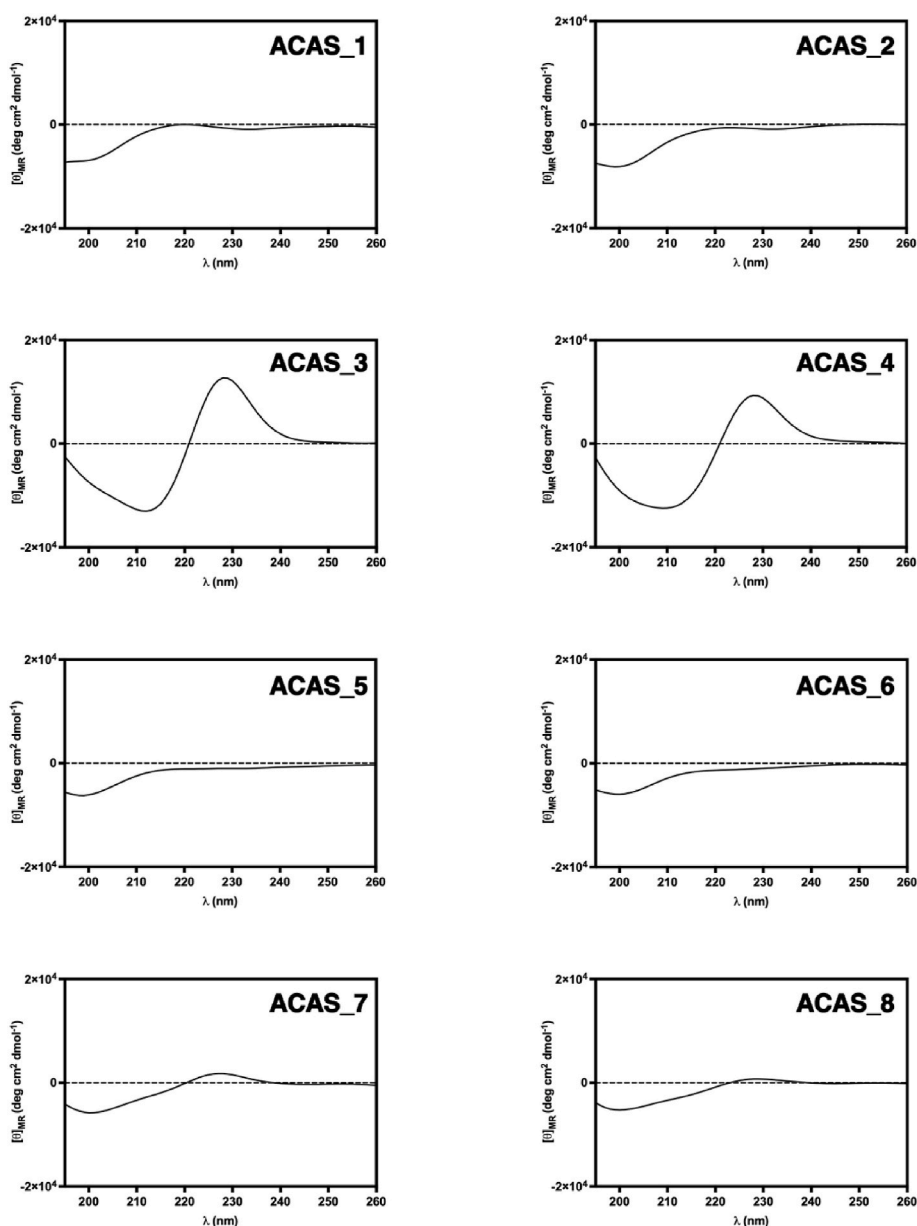 ACAS_1
2×10⁴
0
-2×10⁴
[θ]MR (deg cm² dmol⁻¹)
200 210 220 230 240 250 260
λ (nm)
ACAS_2
2×10⁴
0
-2×10⁴
[θ]MR (deg cm² dmol⁻¹)
200 210 220 230 240 250 260
λ (nm)
ACAS_3
2×10⁴
0
-2×10⁴
[θ]MR (deg cm² dmol⁻¹)
200 210 220 230 240 250 260
λ (nm)
ACAS_4
2×10⁴
0
-2×10⁴
[θ]MR (deg cm² dmol⁻¹)
200 210 220 230 240 250 260
λ (nm)
ACAS_5
2×10⁴
0
-2×10⁴
[θ]MR (deg cm² dmol⁻¹)
200 210 220 230 240 250 260
λ (nm)
ACAS_6
2×10⁴
0
-2×10⁴
[θ]MR (deg cm² dmol⁻¹)
200 210 220 230 240 250 260
λ (nm)
ACAS_7
2×10⁴
0
-2×10⁴
[θ]MR (deg cm² dmol⁻¹)
200 210 220 230 240 250 260
λ (nm)
ACAS_8
2×10⁴
0
-2×10⁴
[θ]MR (deg cm² dmol⁻¹)
200 210 220 230 240 250 260
λ (nm)